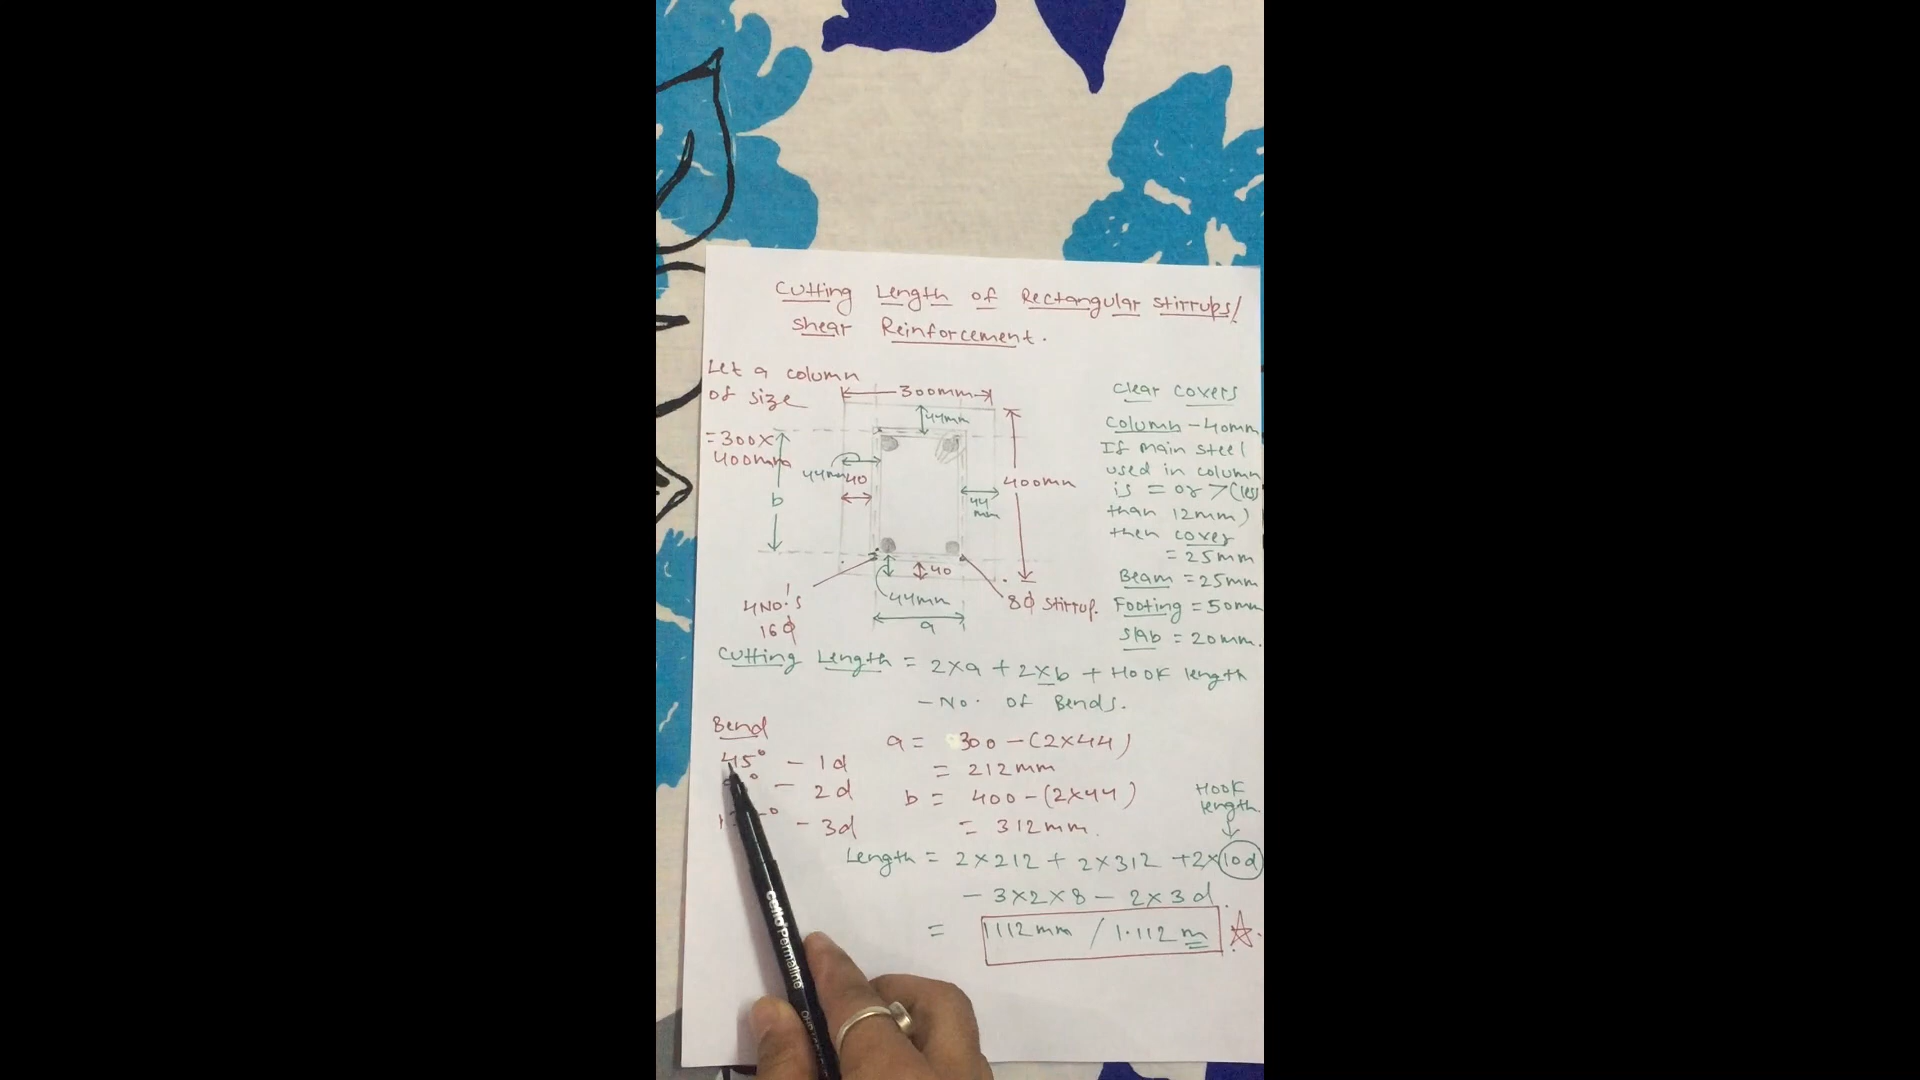 Cutting Length of Rectangular stirrups/
Shear Reinforcement.
Let a column
of size
=300x
400mm
300mm
44mm
44mm
40
b
44
mm
400mm
40
44mm
a
4No.'s
16ϕ
8ϕ Stirrup.
Clear covers
Column - 40mm
If main steel
used in column
is = or > (less
than 12mm)
then cover
= 25mm
Beam = 25mm
Footing = 50mm
Slab = 20mm.
Cutting Length = 2xa + 2xb + Hook length
- No. of Bends.
Bend
45° - 1d
° - 2d
° - 3d
a = 300 - (2x44)
= 212mm
b = 400 - (2x44)
= 312mm.
Hook
length.
Length = 2x212 + 2x312 + 2x10d
- 3x2x8 - 2x3d.
= 1112mm / 1.112m
cello Permaline